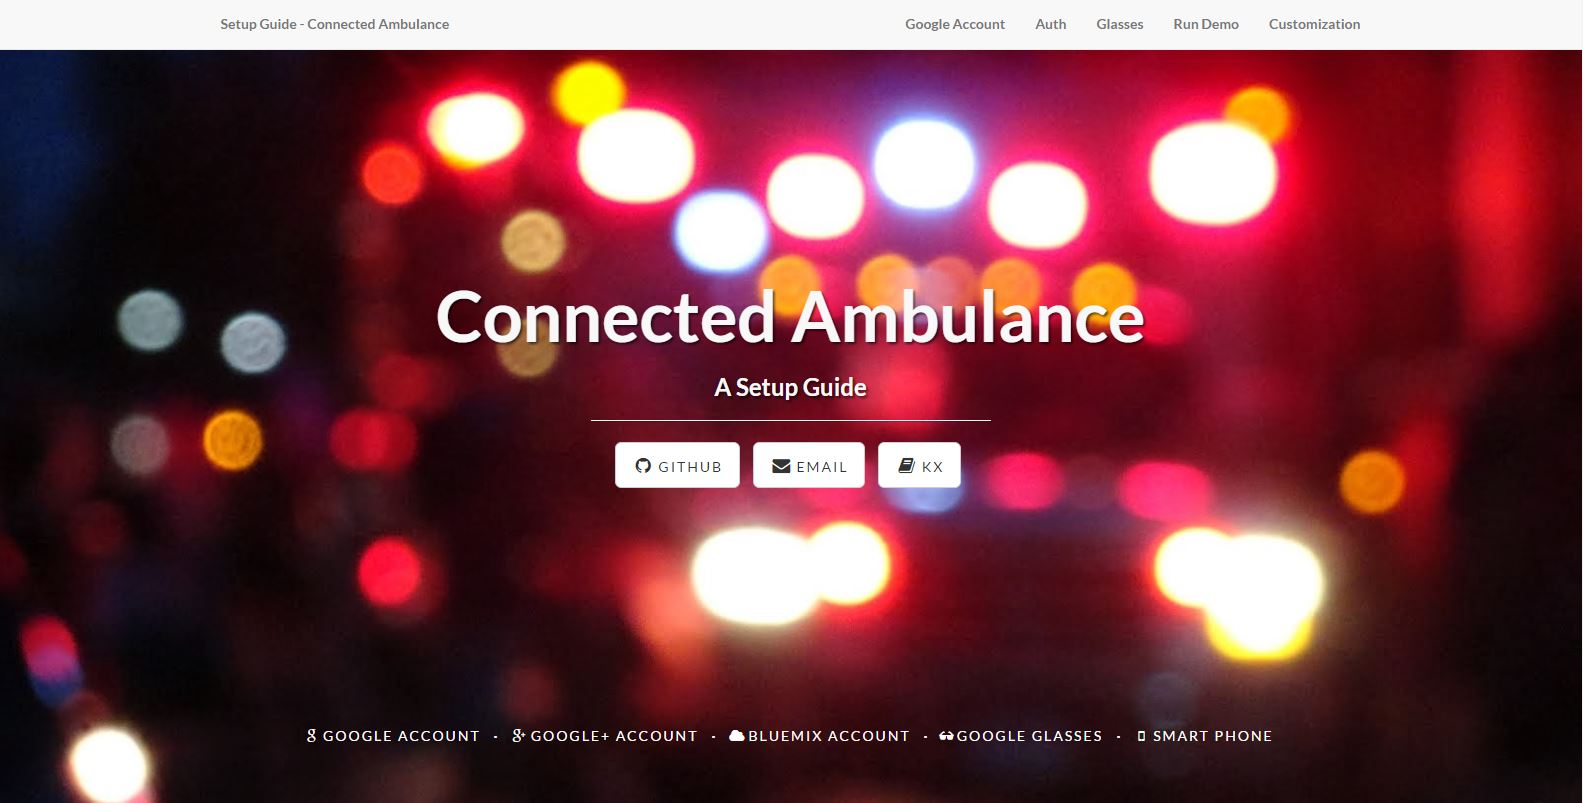 Setup Guide - Connected Ambulance Google Account Auth Glasses Run Demo Customization
Connected Ambulance
A Setup Guide
GITHUB EMAIL KX
GOOGLE ACCOUNT - GOOGLE+ ACCOUNT - BLUEMIX ACCOUNT - GOOGLE GLASSES - SMART PHONE